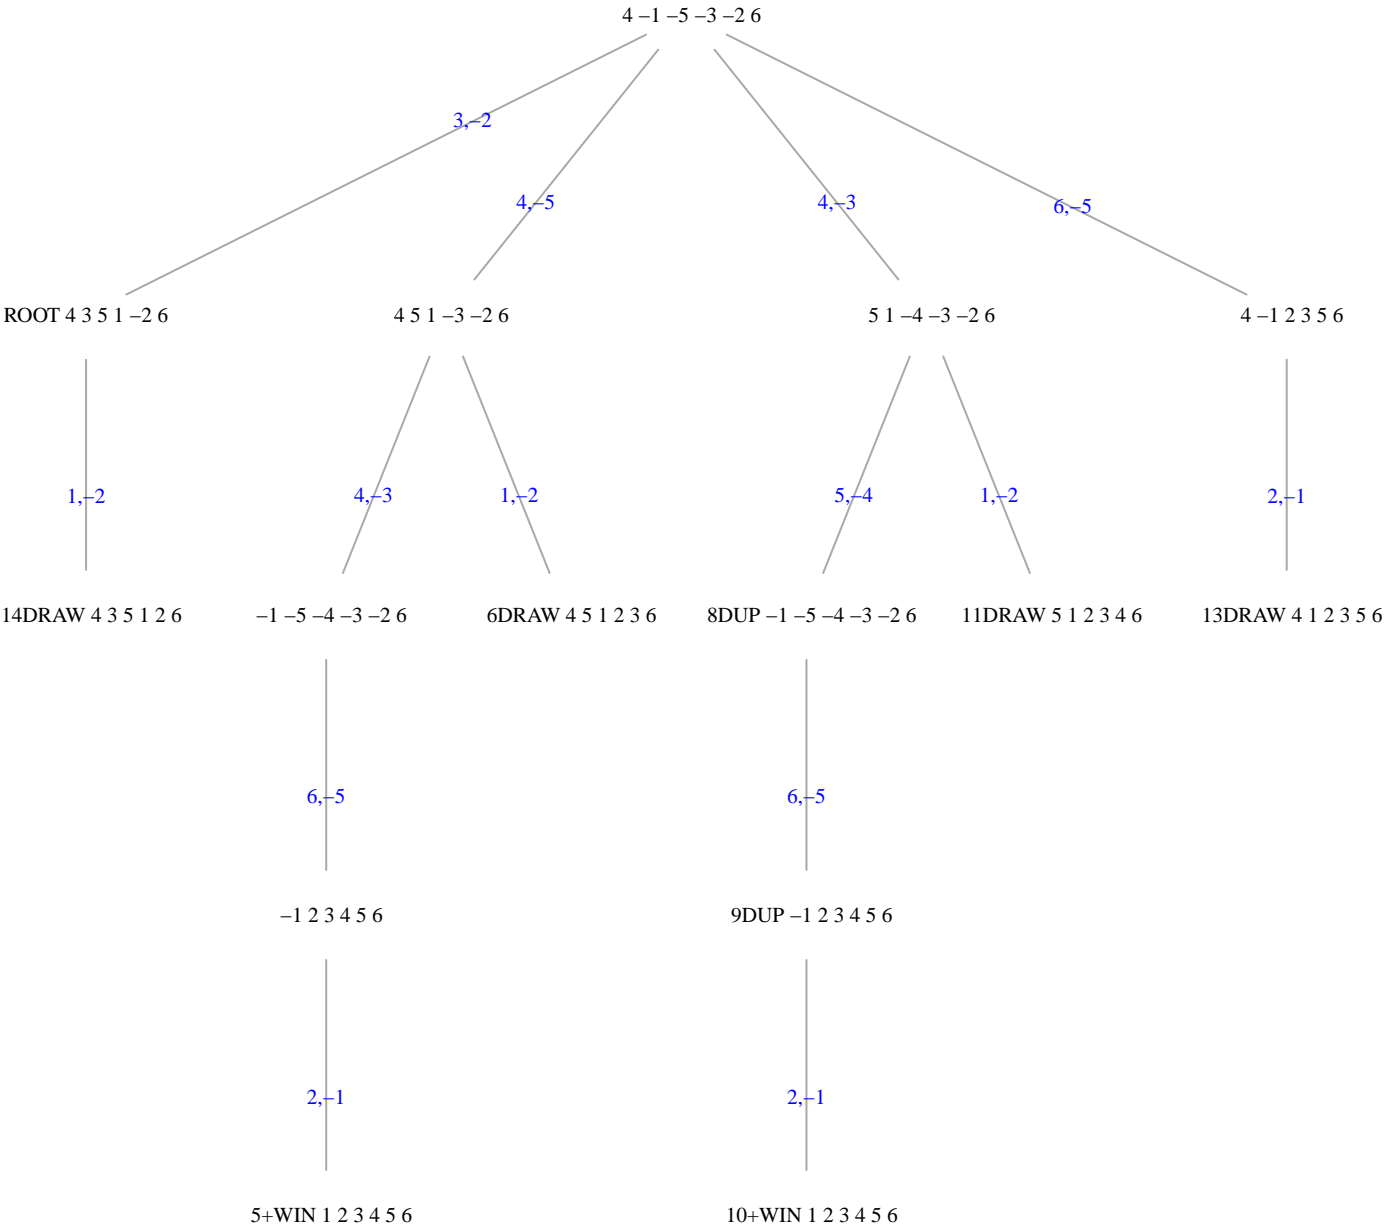 4 –1 –5 –3 –2 6
3,–2
4,–5
4,–3
6,–5
ROOT 4 3 5 1 –2 6
4 5 1 –3 –2 6
5 1 –4 –3 –2 6
4 –1 2 3 5 6
1,–2
4,–3
1,–2
5,–4
1,–2
2,–1
14DRAW 4 3 5 1 2 6
–1 –5 –4 –3 –2 6
6DRAW 4 5 1 2 3 6
8DUP –1 –5 –4 –3 –2 6
11DRAW 5 1 2 3 4 6
13DRAW 4 1 2 3 5 6
6,–5
6,–5
–1 2 3 4 5 6
9DUP –1 2 3 4 5 6
2,–1
2,–1
5+WIN 1 2 3 4 5 6
10+WIN 1 2 3 4 5 6